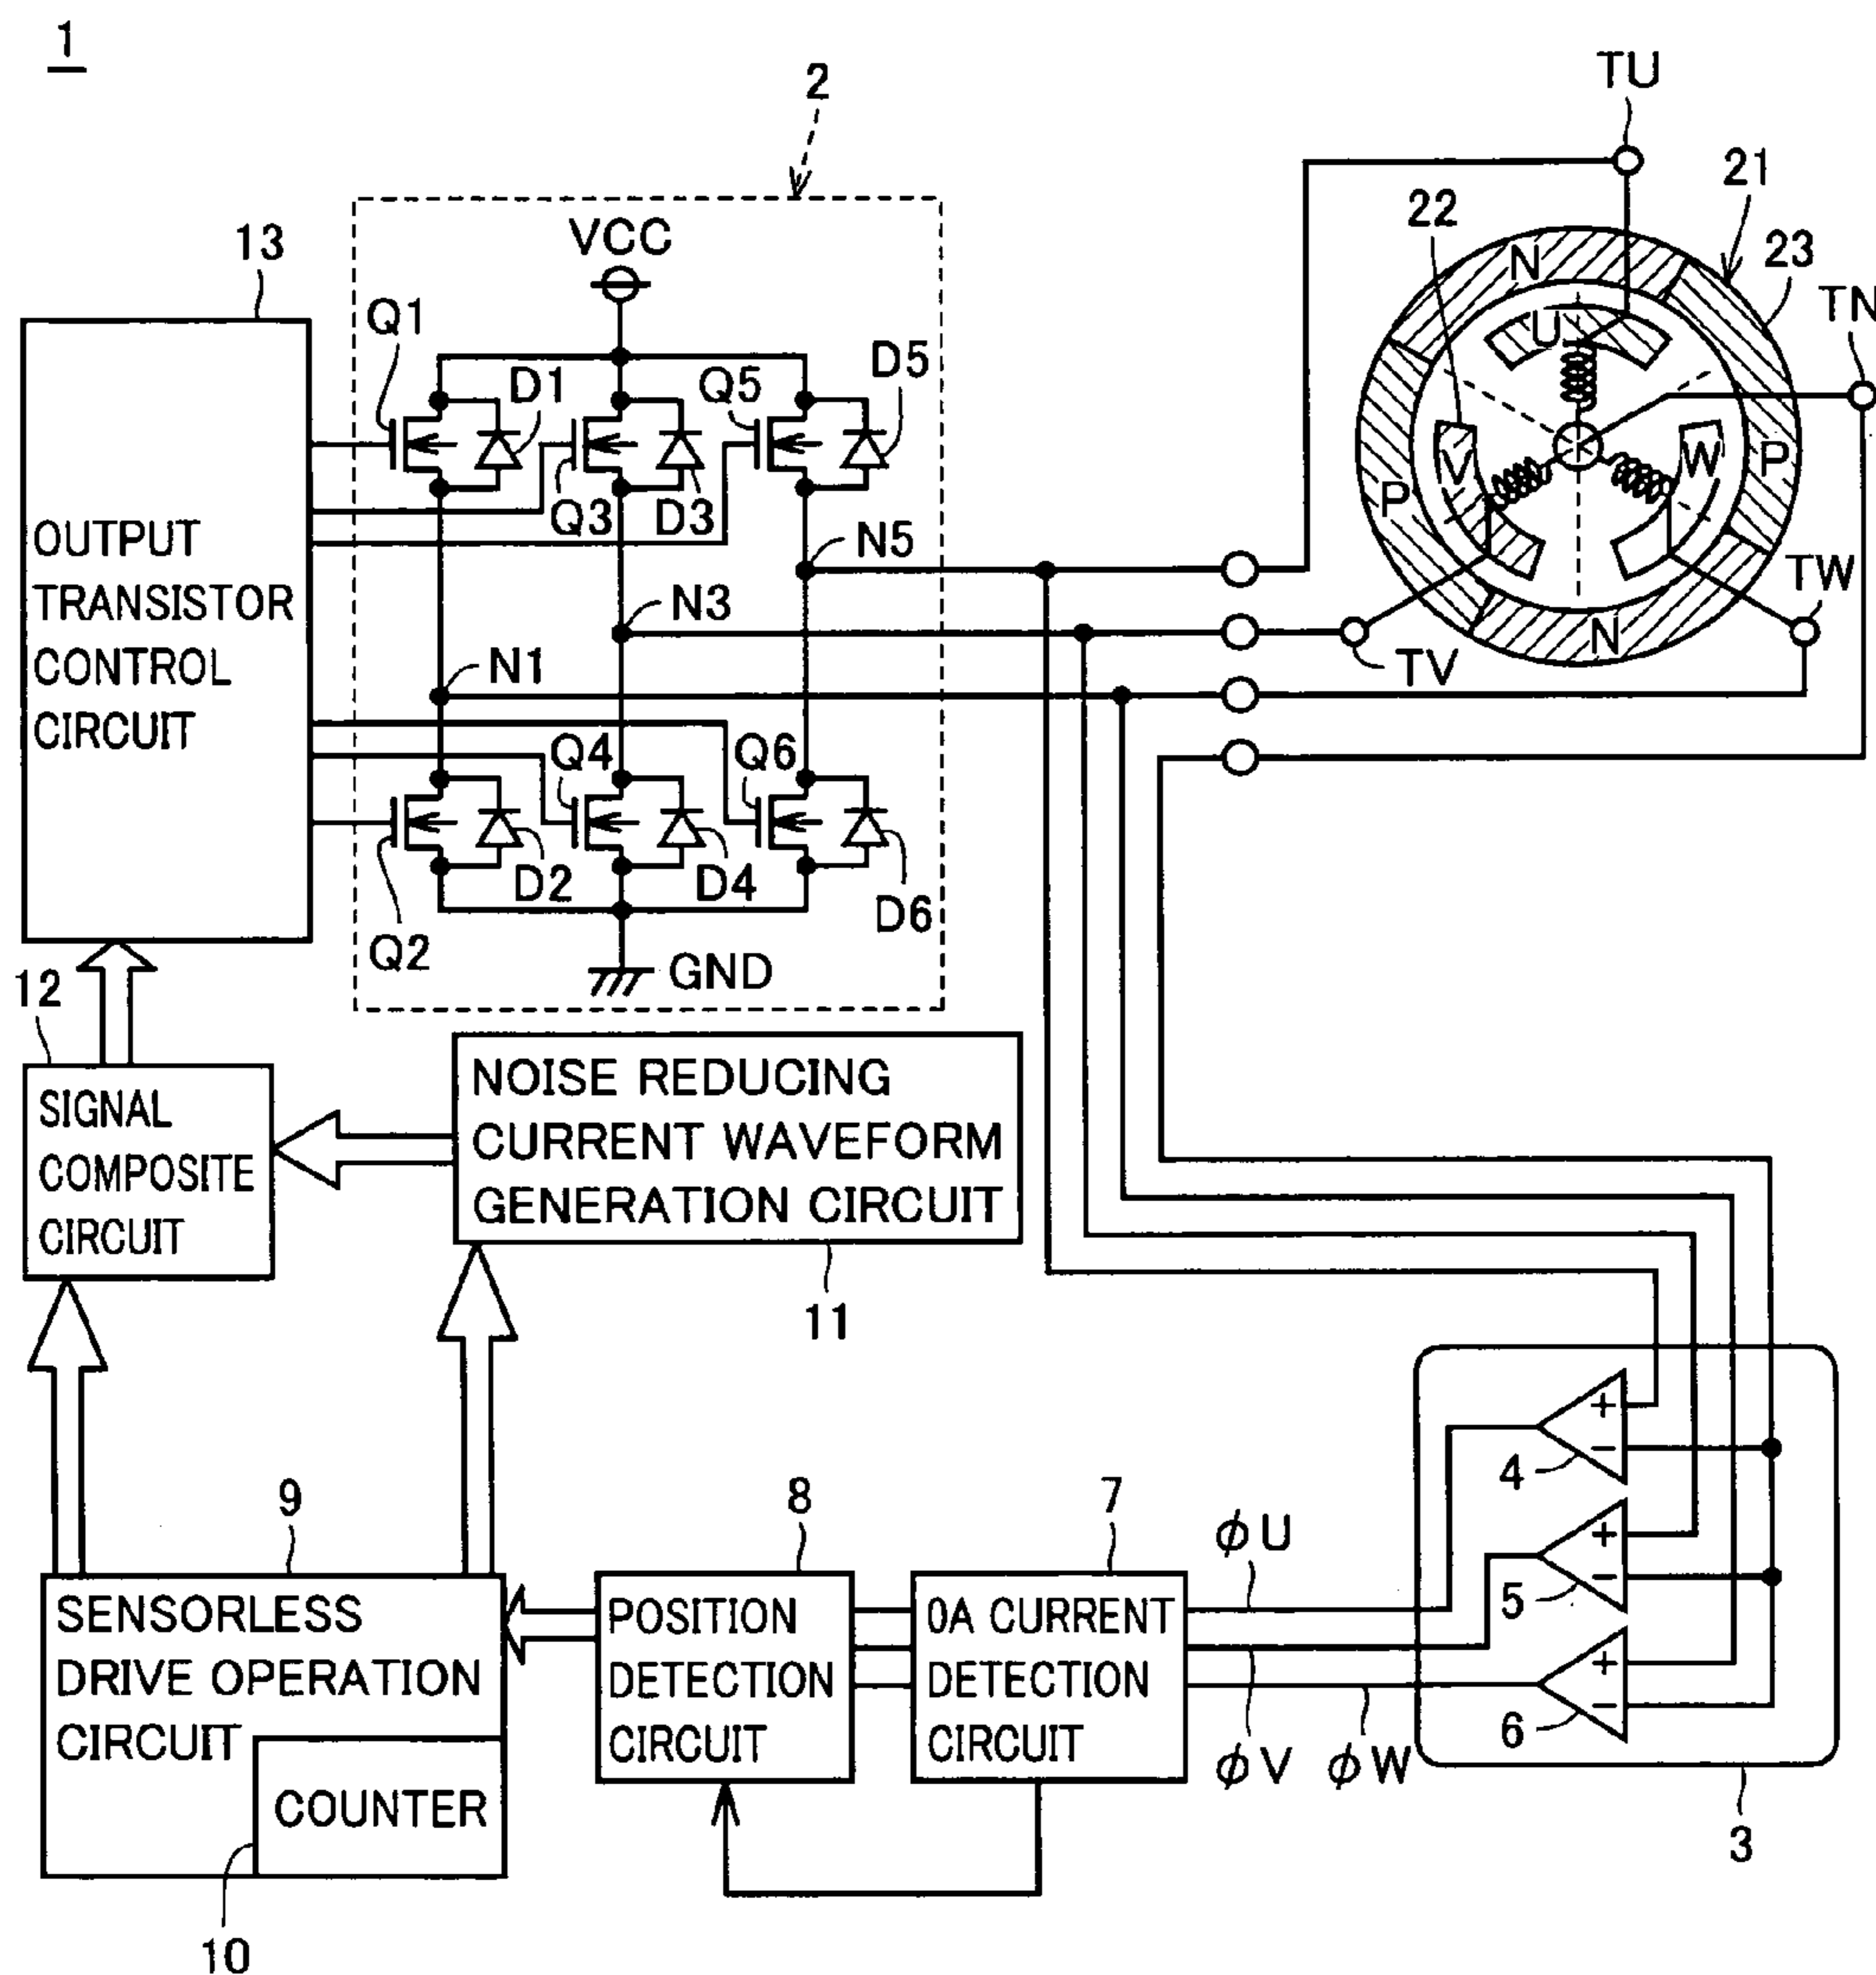 1
2
TU
21
22
23
TN
13
VCC
N
Q1
D1
Q5
D5
U
V
W
P
P
Q3
D3
OUTPUT
TRANSISTOR
CONTROL
CIRCUIT
N5
N3
N1
TW
N
TV
Q4
Q6
D2
D4
D6
Q2
GND
12
SIGNAL
COMPOSITE
CIRCUIT
NOISE REDUCING
CURRENT WAVEFORM
GENERATION CIRCUIT
11
+
−
4
+
−
5
+
−
6
3
9
8
7
ϕU
SENSORLESS
DRIVE OPERATION
CIRCUIT
COUNTER
10
POSITION
DETECTION
CIRCUIT
0A CURRENT
DETECTION
CIRCUIT
ϕV
ϕW